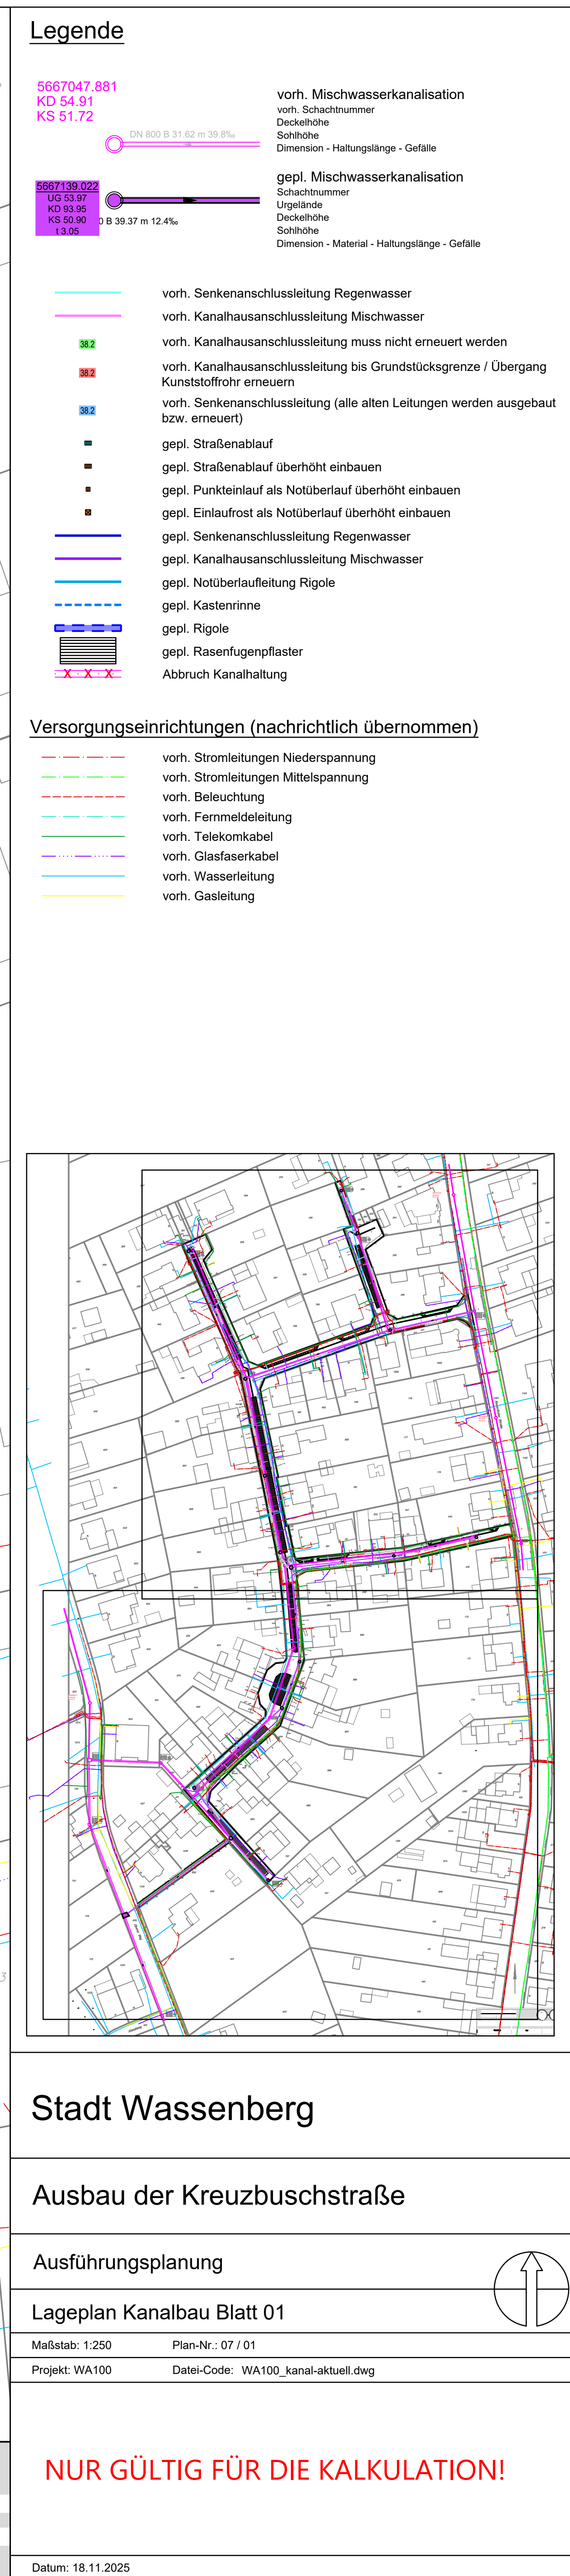 Legende
5667047.881
KD 54.91
KS 51.72
DN 800 B 31.62 m 39.8‰
vorh. Mischwasserkanalisation
vorh. Schachtnummer
Deckelhöhe
Sohlhöhe
Dimension - Haltungslänge - Gefälle
5667139.022
UG 53.97
KD 93.95
KS 50.90
t 3.05
0 B 39.37 m 12.4‰
gepl. Mischwasserkanalisation
Schachtnummer
Urgelände
Deckelhöhe
Sohlhöhe
Dimension - Material - Haltungslänge - Gefälle
vorh. Senkenanschlussleitung Regenwasser
vorh. Kanalhausanschlussleitung Mischwasser
38.2 vorh. Kanalhausanschlussleitung muss nicht erneuert werden
38.2 vorh. Kanalhausanschlussleitung bis Grundstücksgrenze / Übergang
Kunststoffrohr erneuern
38.2 vorh. Senkenanschlussleitung (alle alten Leitungen werden ausgebaut
bzw. erneuert)
gepl. Straßenablauf
gepl. Straßenablauf überhöht einbauen
gepl. Punkteinlauf als Notüberlauf überhöht einbauen
gepl. Einlaufrost als Notüberlauf überhöht einbauen
gepl. Senkenanschlussleitung Regenwasser
gepl. Kanalhausanschlussleitung Mischwasser
gepl. Notüberlaufleitung Rigole
gepl. Kastenrinne
gepl. Rigole
gepl. Rasenfugenpflaster
X X X Abbruch Kanalhaltung
Versorgungseinrichtungen (nachrichtlich übernommen)
vorh. Stromleitungen Niederspannung
vorh. Stromleitungen Mittelspannung
vorh. Beleuchtung
vorh. Fernmeldeleitung
vorh. Telekomkabel
vorh. Glasfaserkabel
vorh. Wasserleitung
vorh. Gasleitung
Stadt Wassenberg
Ausbau der Kreuzbuschstraße
Ausführungsplanung
Lageplan Kanalbau Blatt 01
Maßstab: 1:250 Plan-Nr.: 07 / 01
Projekt: WA100 Datei-Code: WA100_kanal-aktuell.dwg
NUR GÜLTIG FÜR DIE KALKULATION!
Datum: 18.11.2025